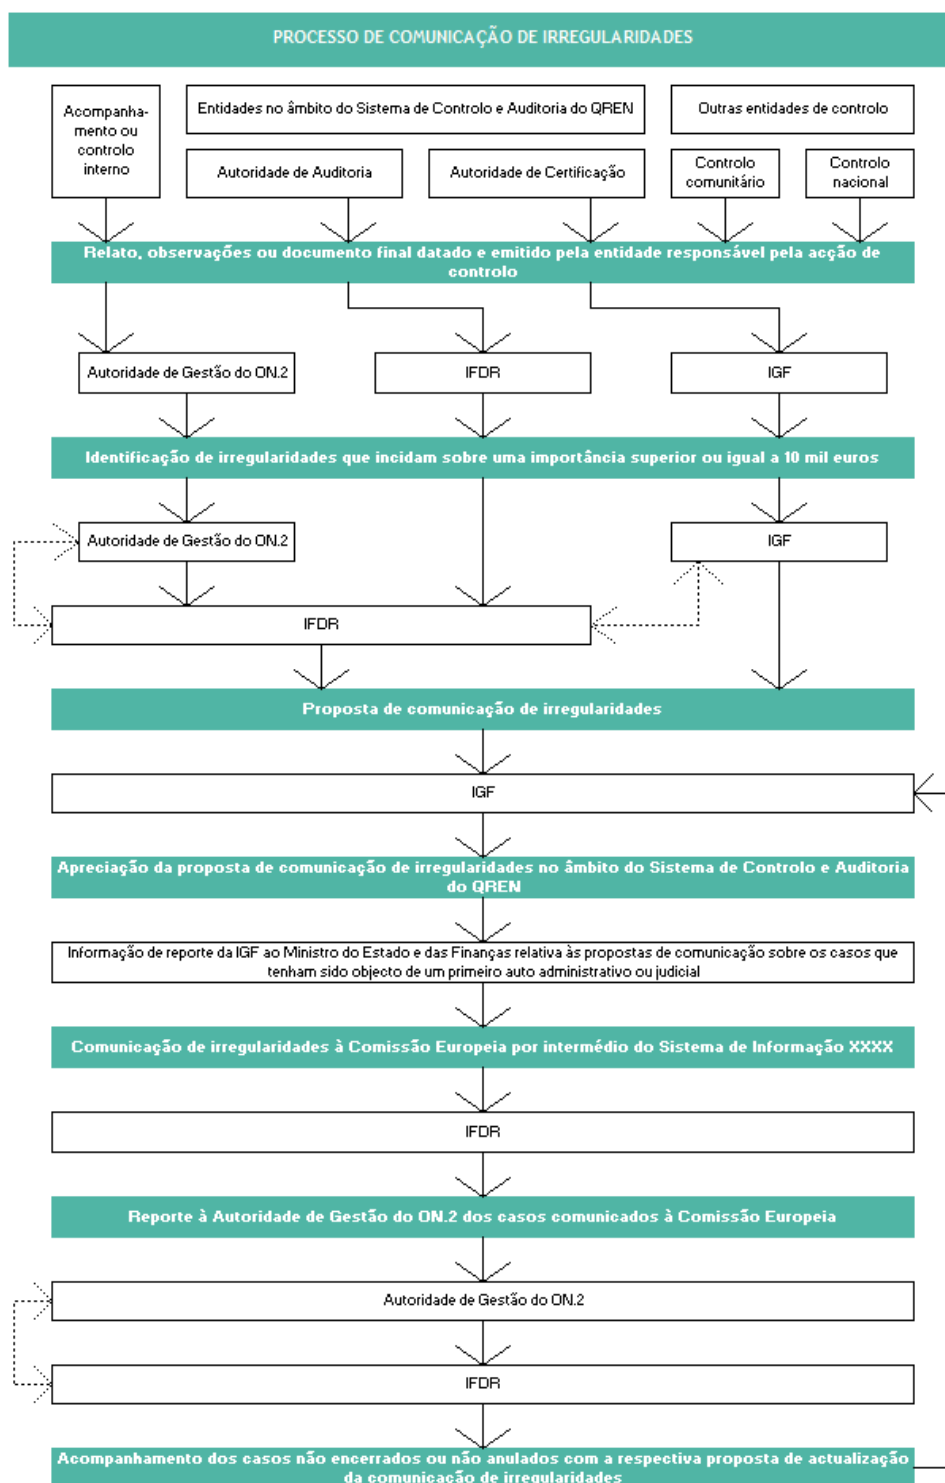 PROCESSO DE COMUNICAÇÃO DE IRREGULARIDADES
Acompanha-
mento ou
controlo
interno
Entidades no âmbito do Sistema de Controlo e Auditoria do QREN
Outras entidades de controlo
Autoridade de Auditoria
Autoridade de Certificação
Controlo
comunitário
Controlo
nacional
Relato, observações ou documento final datado e emitido pela entidade responsável pela acção de
controlo
Autoridade de Gestão do ON.2
IFDR
IGF
Identificação de irregularidades que incidam sobre uma importância superior ou igual a 10 mil euros
Autoridade de Gestão do ON.2
IGF
IFDR
Proposta de comunicação de irregularidades
IGF
Apreciação da proposta de comunicação de irregularidades no âmbito do Sistema de Controlo e Auditoria
do QREN
Informação de reporte da IGF ao Ministro do Estado e das Finanças relativa às propostas de comunicação sobre os casos que
tenham sido objecto de um primeiro auto administrativo ou judicial
Comunicação de irregularidades à Comissão Europeia por intermédio do Sistema de Informação XXXX
IFDR
Reporte à Autoridade de Gestão do ON.2 dos casos comunicados à Comissão Europeia
Autoridade de Gestão do ON.2
IFDR
Acompanhamento dos casos não encerrados ou não anulados com a respectiva proposta de actualização
da comunicação de irregularidades